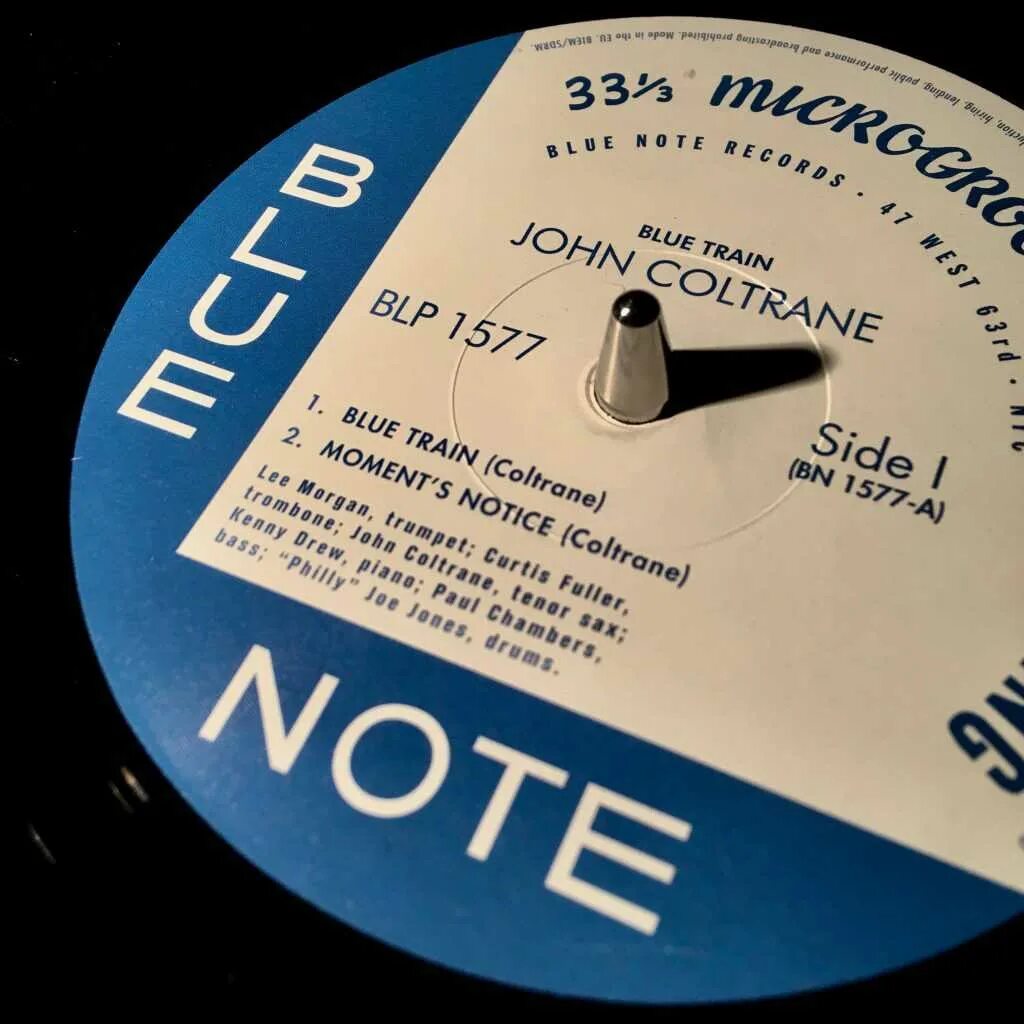 duction, hiring, lending, public performance and broadcasting prohibited. Made in the EU. BIEM/SDRM.
33⅓ MICROGROO
BLUE NOTE RECORDS · 47 WEST 63rd · NYC
BLUE TRAIN
JOHN COLTRANE
BLP 1577
Side 1
(BN 1577-A)
1. BLUE TRAIN (Coltrane)
2. MOMENT'S NOTICE (Coltrane)
Lee Morgan, trumpet; Curtis Fuller,
trombone; John Coltrane, tenor sax;
Kenny Drew, piano; Paul Chambers,
bass; "Philly" Joe Jones, drums.
BLUE
NOTE